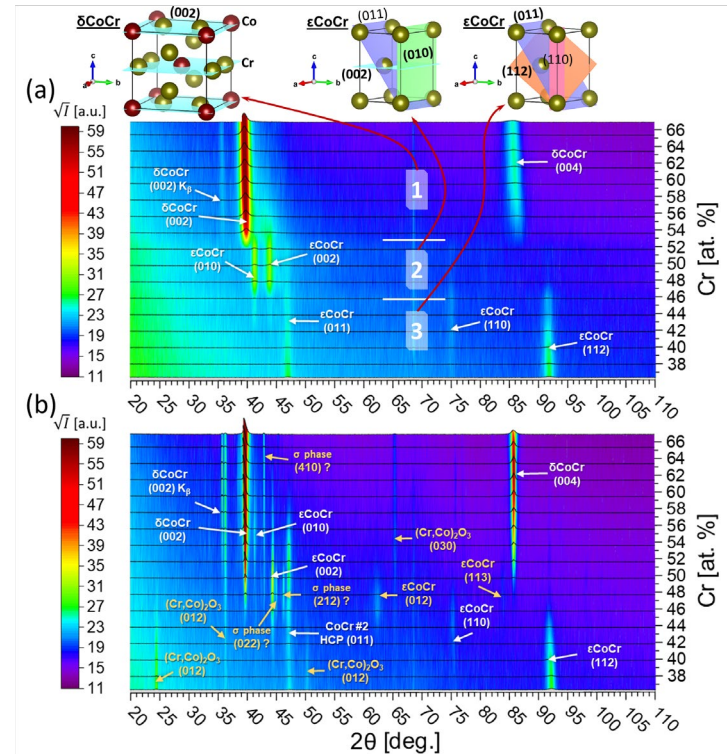 δCoCr
(002)
Co
Cr
c
a
b
εCoCr
(011)
(010)
(002)
c
a
b
εCoCr
(011)
(110)
(112)
c
a
b
(a)
√I [a.u.]
59
55
51
47
43
39
35
31
27
23
19
15
11
δCoCr
(002) Kβ
δCoCr
(002)
εCoCr
(010)
εCoCr
(002)
εCoCr
(011)
1
2
3
δCoCr
(004)
εCoCr
(110)
εCoCr
(112)
66
64
62
60
58
56
54
52
50
48
46
44
42
40
38
Cr [at. %]
20
25
30
35
40
45
50
55
60
65
70
75
80
85
90
95
100
105
110
(b)
√I [a.u.]
59
55
51
47
43
39
35
31
27
23
19
15
11
σ phase
(410) ?
δCoCr
(002) Kβ
δCoCr
(002)
εCoCr
(010)
εCoCr
(002)
(Cr,Co)₂O₃
(012)
σ phase
(022) ?
σ phase
(212) ?
CoCr #2
HCP (011)
(Cr,Co)₂O₃
(012)
(Cr,Co)₂O₃
(012)
(Cr,Co)₂O₃
(030)
εCoCr
(012)
εCoCr
(113)
εCoCr
(110)
δCoCr
(004)
εCoCr
(112)
66
64
62
60
58
56
54
52
50
48
46
44
42
40
38
Cr [at. %]
20
25
30
35
40
45
50
55
60
65
70
75
80
85
90
95
100
105
110
2θ [deg.]